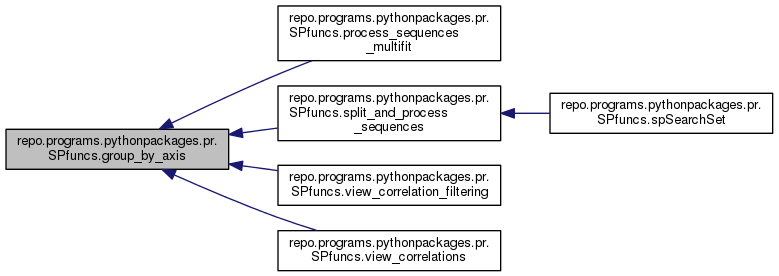 repo.programs.pythonpackages.pr.
SPfuncs.process_sequences
_multifit
repo.programs.pythonpackages.pr.
SPfuncs.split_and_process
_sequences
repo.programs.pythonpackages.pr.
SPfuncs.spSearchSet
repo.programs.pythonpackages.pr.
SPfuncs.group_by_axis
repo.programs.pythonpackages.pr.
SPfuncs.view_correlation_filtering
repo.programs.pythonpackages.pr.
SPfuncs.view_correlations